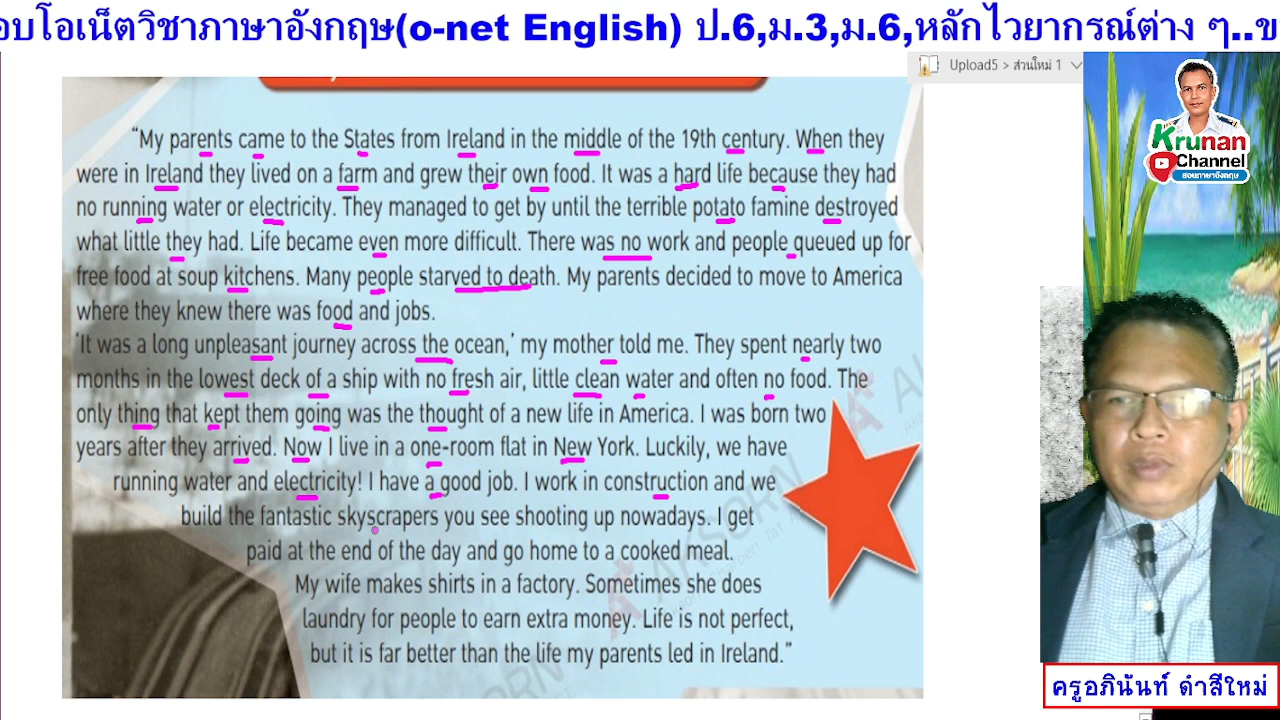 อบโอเน็ตวิชาภาษาอังกฤษ(o-net English) ป.6,ม.3,ม.6,หลักไวยากรณ์ต่าง ๆ..ข
Upload5 > ส่วนใหม่ 1
Krunan
Channel
สอนภาษาอังกฤษ
“My parents came to the States from Ireland in the middle of the 19th century. When they
were in Ireland they lived on a farm and grew their own food. It was a hard life because they had
no running water or electricity. They managed to get by until the terrible potato famine destroyed
what little they had. Life became even more difficult. There was no work and people queued up for
free food at soup kitchens. Many people starved to death. My parents decided to move to America
where they knew there was food and jobs.
‘It was a long unpleasant journey across the ocean,’ my mother told me. They spent nearly two
months in the lowest deck of a ship with no fresh air, little clean water and often no food. The
only thing that kept them going was the thought of a new life in America. I was born two
years after they arrived. Now I live in a one-room flat in New York. Luckily, we have
running water and electricity! I have a good job. I work in construction and we
build the fantastic skyscrapers you see shooting up nowadays. I get
paid at the end of the day and go home to a cooked meal.
My wife makes shirts in a factory. Sometimes she does
laundry for people to earn extra money. Life is not perfect,
but it is far better than the life my parents led in Ireland.”
ครูอภินันท์ ดำสีใหม่